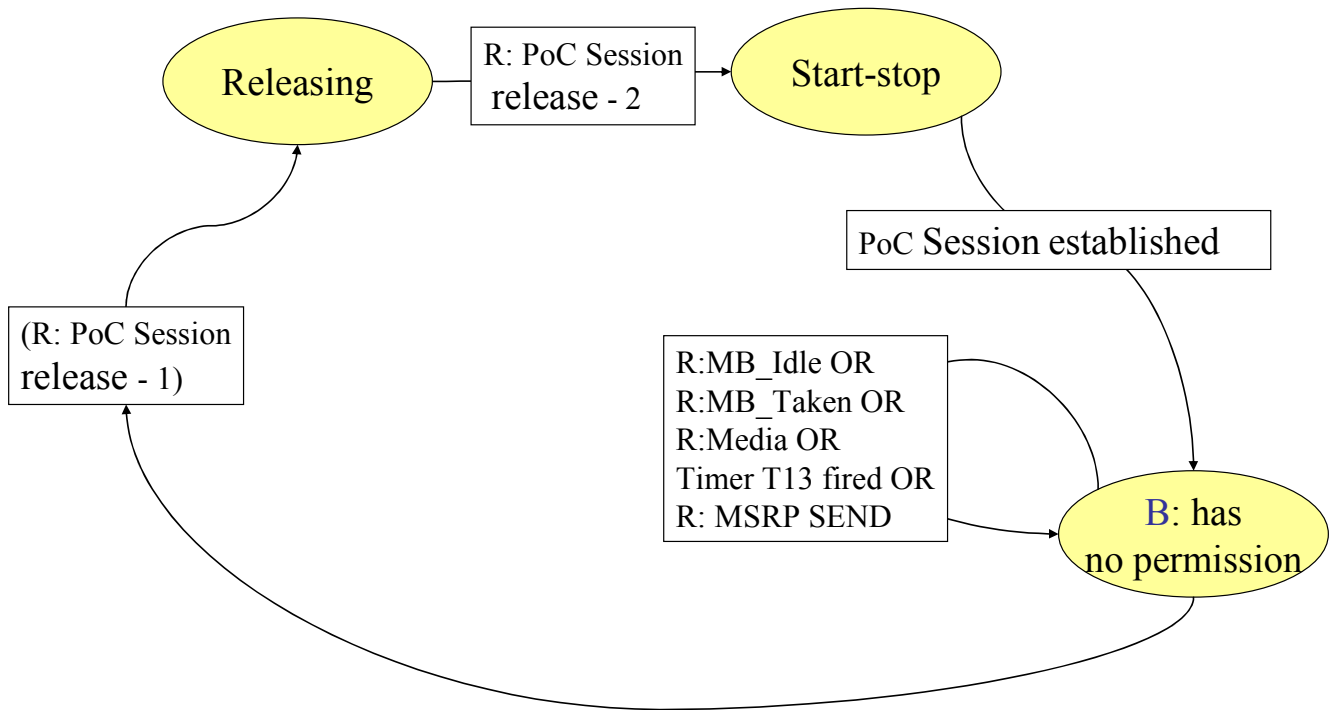 Releasing
R: PoC Session
release - 2
Start-stop
PoC Session established
(R: PoC Session
release - 1)
R:MB_Idle OR
R:MB_Taken OR
R:Media OR
Timer T13 fired OR
R: MSRP SEND
B: has
no permission